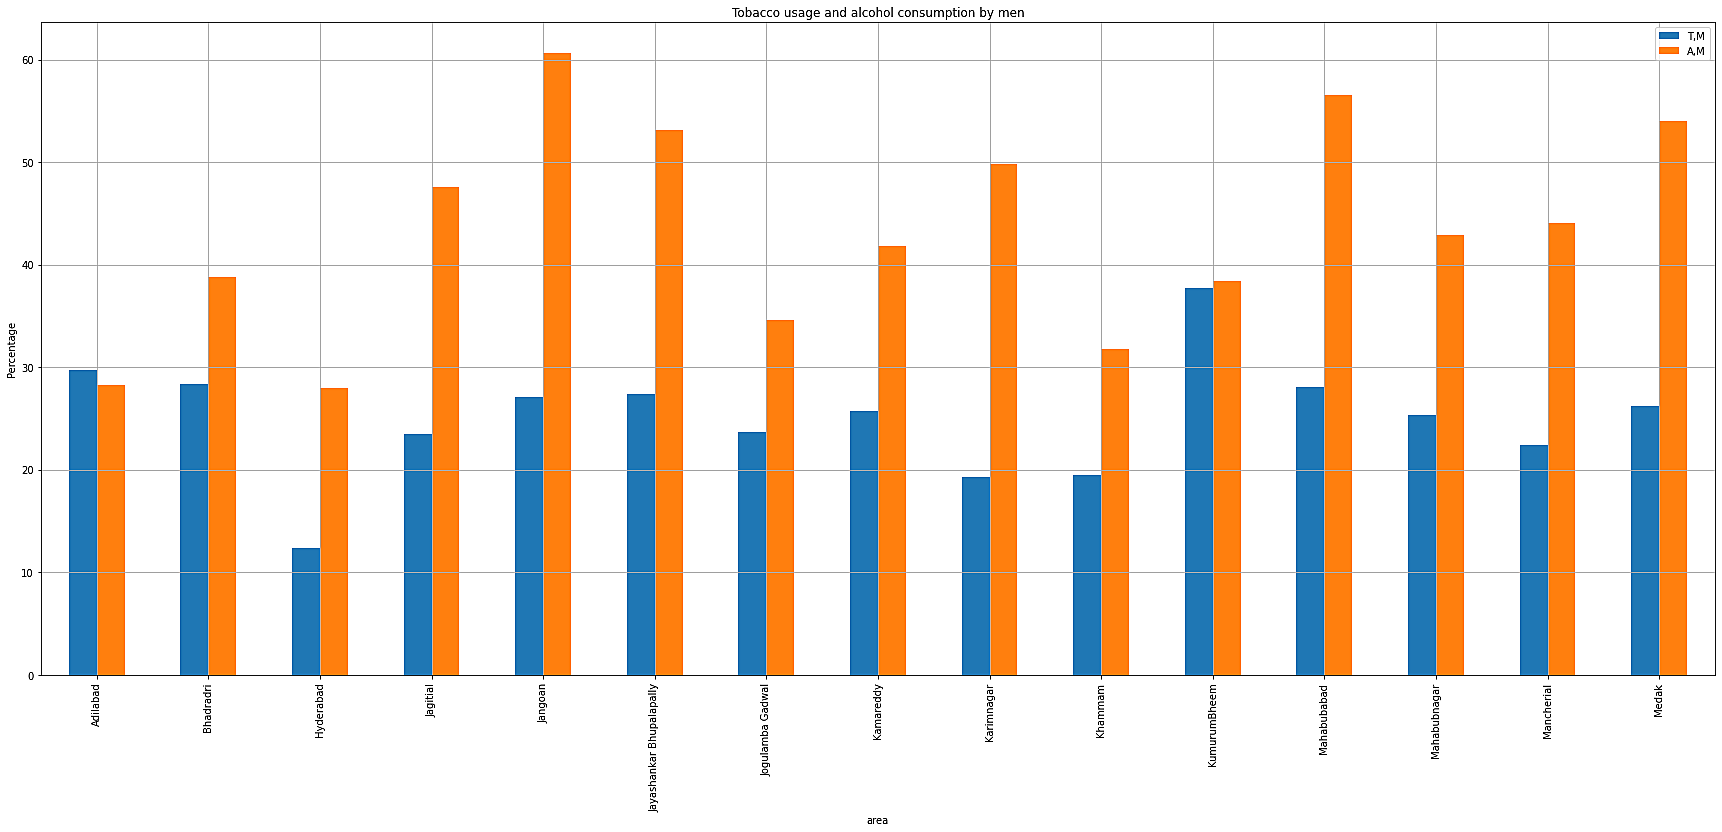 Tobacco usage and alcohol consumption by men
T,M
A,M
Percentage
60
50
40
30
20
10
0
Adilabad
Bhadradri
Hyderabad
Jagitial
Jangoan
Jayashankar Bhupalapally
Jogulamba Gadwal
Kamareddy
Karimnagar
Khammam
KumurumBheem
Mahabubabad
Mahabubnagar
Mancherial
Medak
area